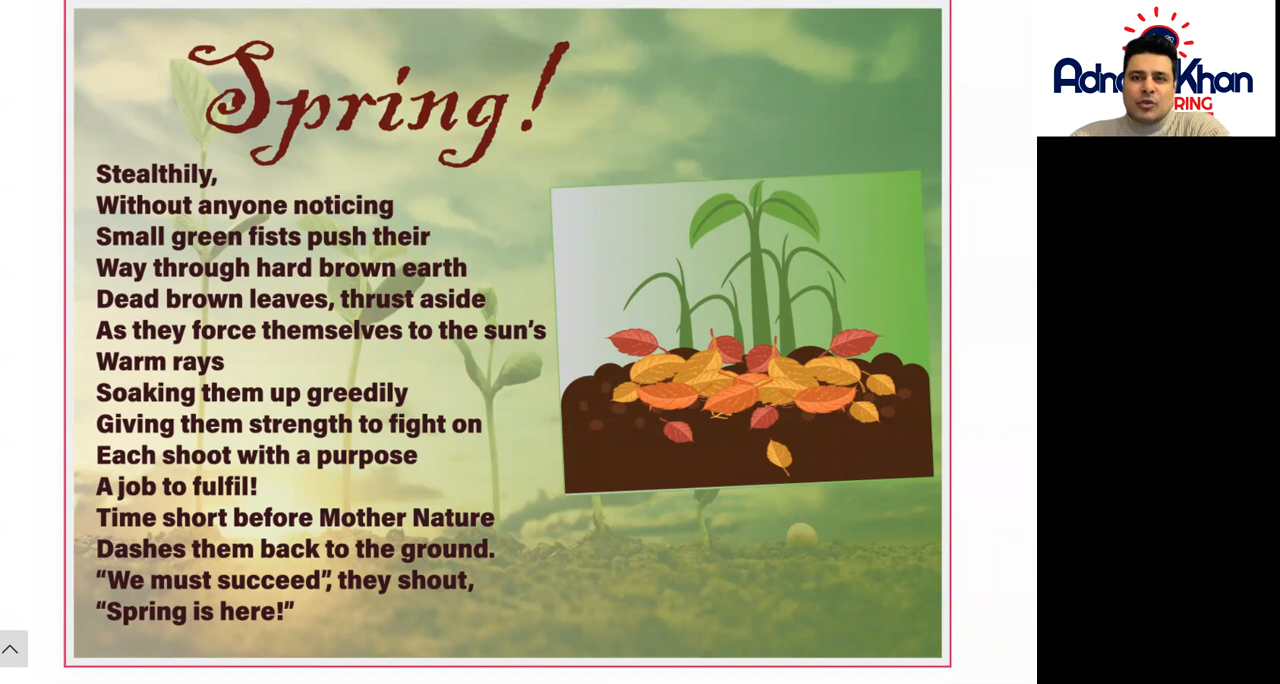 Spring!
Stealthily,
Without anyone noticing
Small green fists push their
Way through hard brown earth
Dead brown leaves, thrust aside
As they force themselves to the sun’s
Warm rays
Soaking them up greedily
Giving them strength to fight on
Each shoot with a purpose
A job to fulfil!
Time short before Mother Nature
Dashes them back to the ground.
“We must succeed”, they shout,
“Spring is here!”
Khan